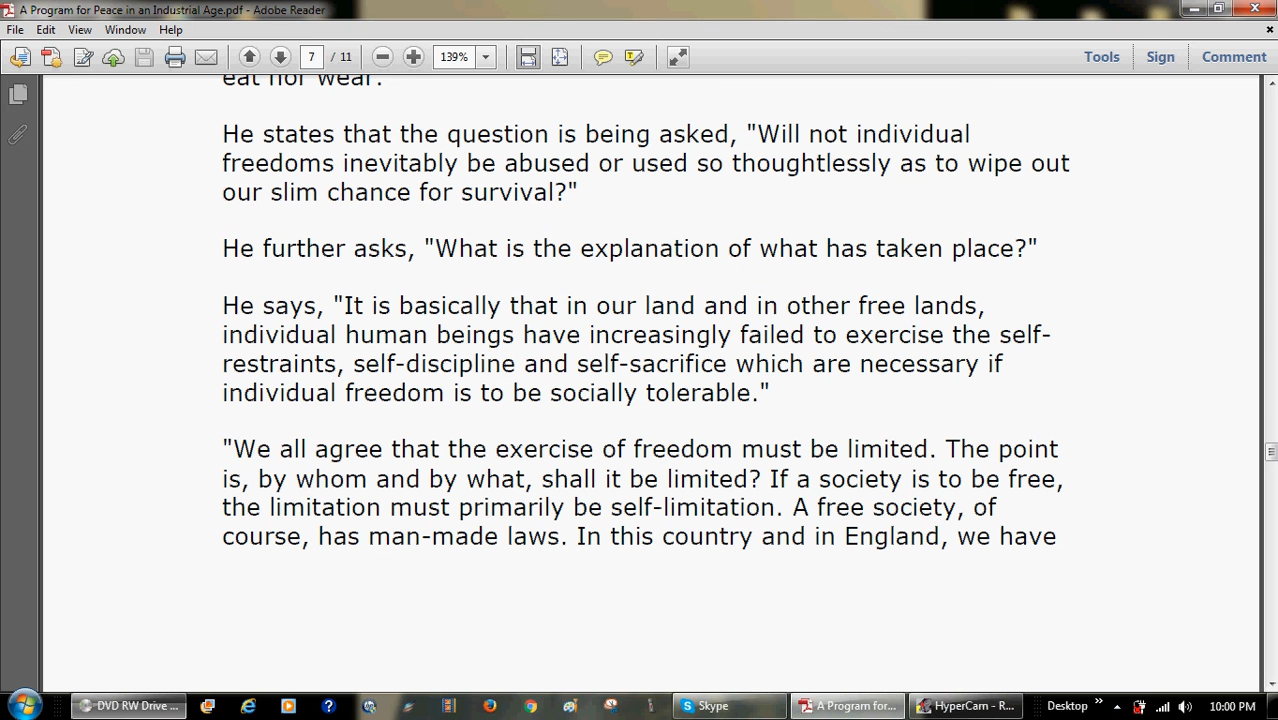 A Program for Peace in an Industrial Age.pdf - Adobe Reader
File Edit View Window Help
7 / 11 139% Tools Sign Comment
eat nor wear.
He states that the question is being asked, "Will not individual
freedoms inevitably be abused or used so thoughtlessly as to wipe out
our slim chance for survival?"
He further asks, "What is the explanation of what has taken place?"
He says, "It is basically that in our land and in other free lands,
individual human beings have increasingly failed to exercise the self-
restraints, self-discipline and self-sacrifice which are necessary if
individual freedom is to be socially tolerable."
"We all agree that the exercise of freedom must be limited. The point
is, by whom and by what, shall it be limited? If a society is to be free,
the limitation must primarily be self-limitation. A free society, of
course, has man-made laws. In this country and in England, we have
DVD RW Drive ... Skype A Program for... HyperCam - R... Desktop 10:00 PM